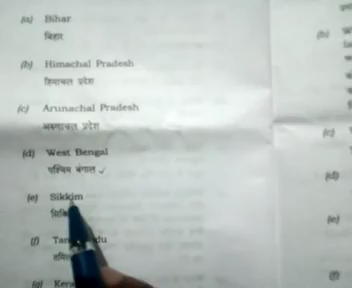 (a) Bihar
बिहार
(b) Himachal Pradesh
हिमाचल प्रदेश
(c) Arunachal Pradesh
अरुणाचल प्रदेश
(d) West Bengal
पश्चिम बंगाल ✓
(e) Sikkim
(f)
(g)
(b)
(c)
(d)
(e)
(f)